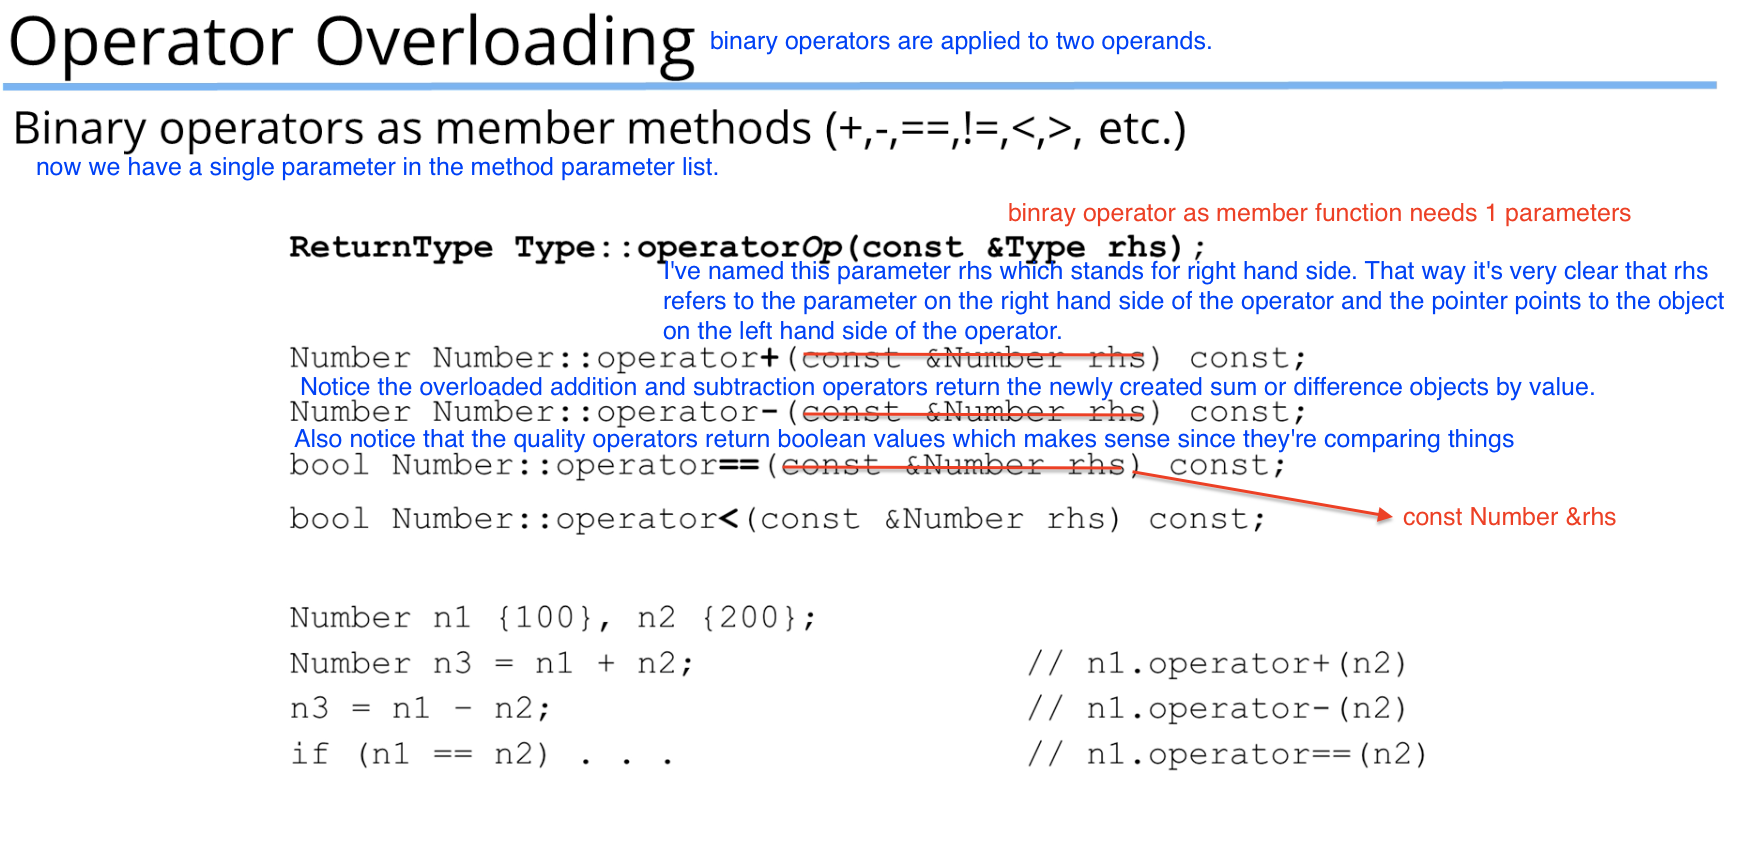 Operator Overloading binary operators are applied to two operands.
Binary operators as member methods (+,-,==,!=,<,>, etc.)
now we have a single parameter in the method parameter list.
binray operator as member function needs 1 parameters
ReturnType Type::operatorOp(const &Type rhs);
I've named this parameter rhs which stands for right hand side. That way it's very clear that rhs
refers to the parameter on the right hand side of the operator and the pointer points to the object
on the left hand side of the operator.
Number Number::operator+(const &Number rhs) const;
Notice the overloaded addition and subtraction operators return the newly created sum or difference objects by value.
Number Number::operator-(const &Number rhs) const;
Also notice that the quality operators return boolean values which makes sense since they're comparing things
bool Number::operator==(const &Number rhs) const;
bool Number::operator<(const &Number rhs) const;
const Number &rhs
Number n1 {100}, n2 {200};
Number n3 = n1 + n2; // n1.operator+(n2)
n3 = n1 - n2; // n1.operator-(n2)
if (n1 == n2) . . . // n1.operator==(n2)